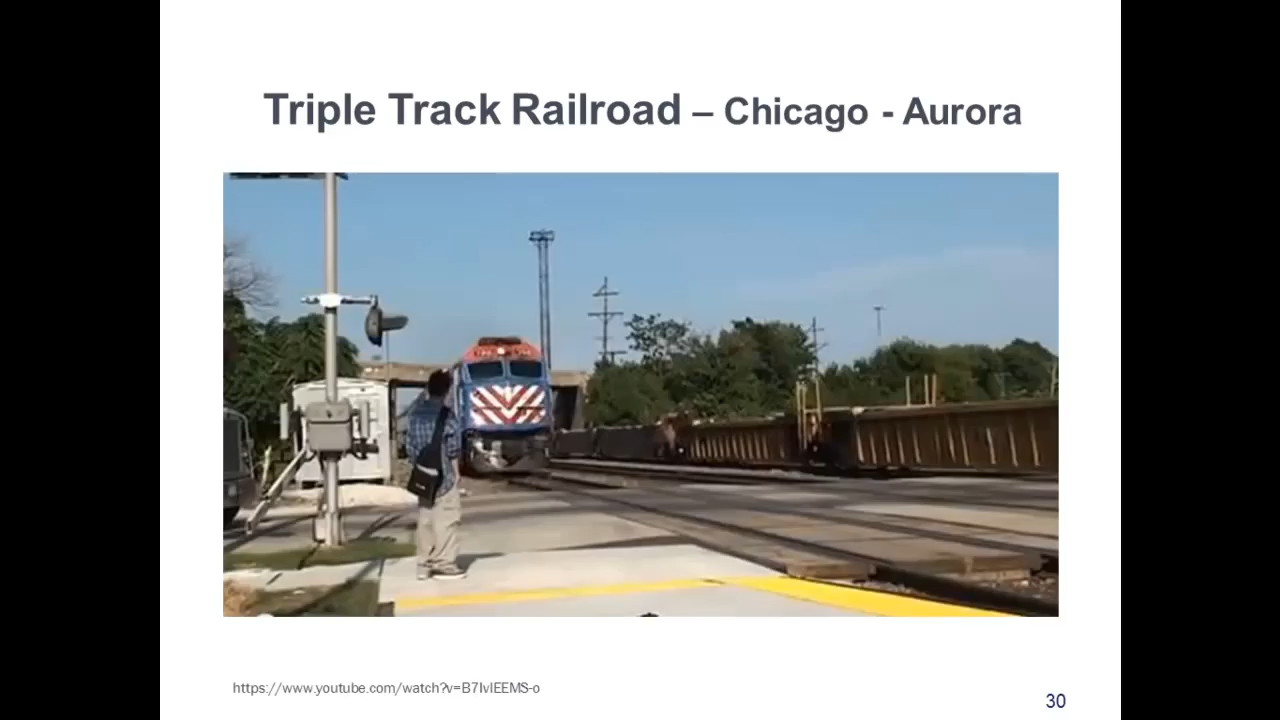 Triple Track Railroad – Chicago - Aurora
https://www.youtube.com/watch?v=B7IvIEEMS-o
30